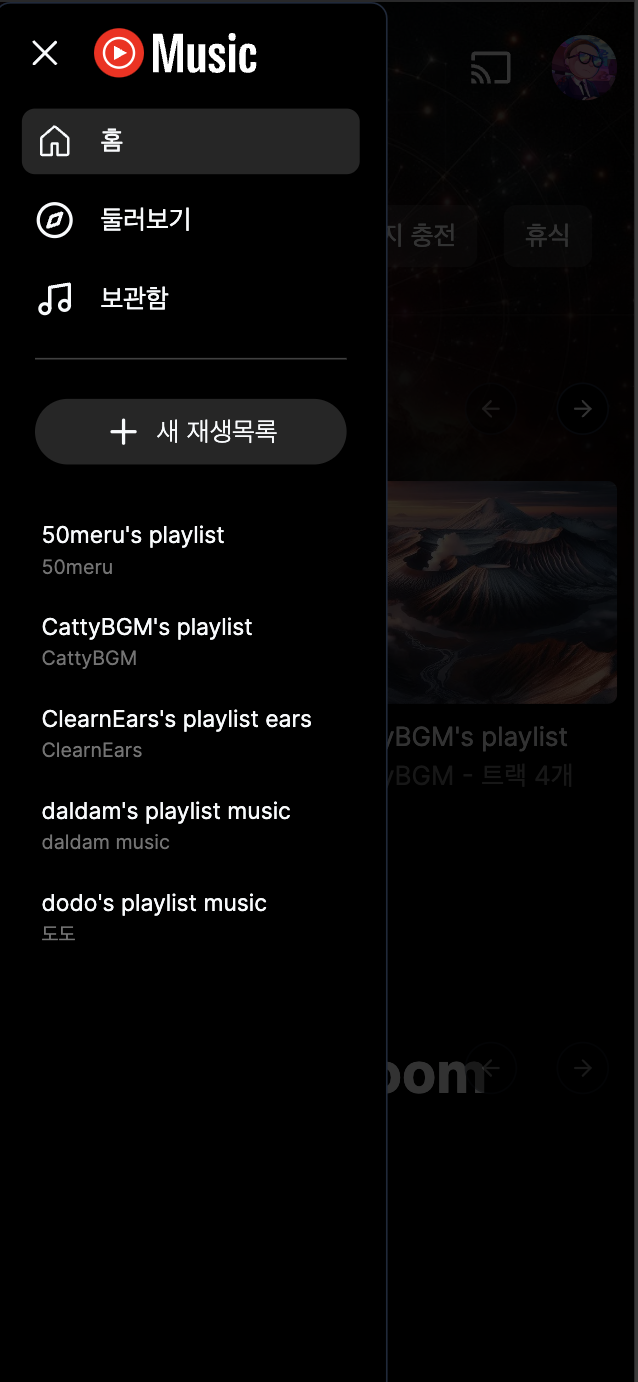 Music
홈
둘러보기
보관함
새 재생목록
50meru's playlist
50meru
CattyBGM's playlist
CattyBGM
ClearnEars's playlist ears
ClearnEars
daldam's playlist music
daldam music
dodo's playlist music
도도
지 충전
휴식
yBGM's playlist
yBGM - 트랙 4개
oom